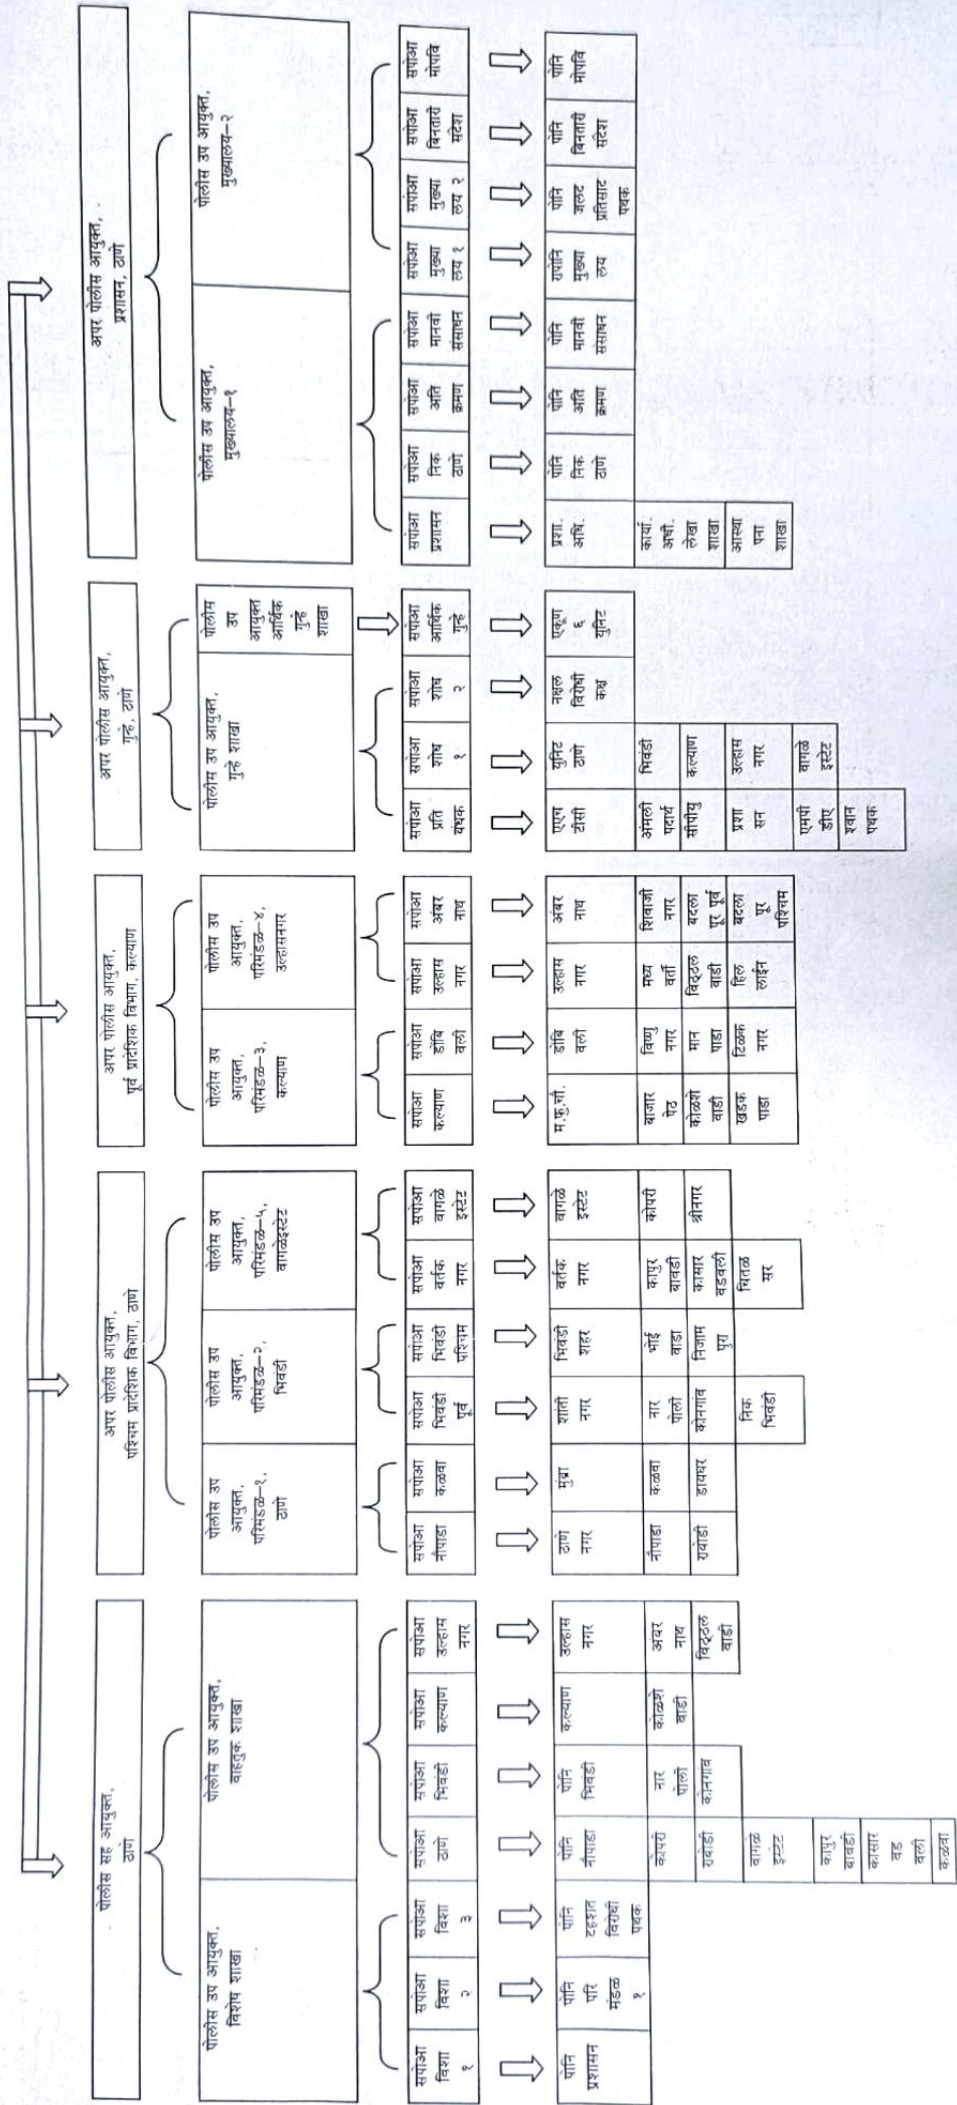 पोलीस सह आयुक्त,
ठाणे
अपर पोलीस आयुक्त,
पश्चिम प्रादेशिक विभाग, ठाणे
अपर पोलीस आयुक्त,
पूर्व प्रादेशिक विभाग, कल्याण
अपर पोलीस आयुक्त,
गुन्हे, ठाणे
अपर पोलीस आयुक्त,
प्रशासन, ठाणे
पोलीस उप आयुक्त,
विशेष शाखा
पोलीस उप आयुक्त,
वाहतुक शाखा
पोलीस उप
आयुक्त,
परिमंडळ–१,
ठाणे
पोलीस उप
आयुक्त,
परिमंडळ–२,
भिवंडी
पोलीस उप
आयुक्त,
परिमंडळ–५,
वागळेइस्टेट
पोलीस उप
आयुक्त,
परिमंडळ–३,
कल्याण
पोलीस उप
आयुक्त,
परिमंडळ–४,
उल्हासनगर
पोलीस उप आयुक्त,
गुन्हे शाखा
पोलीस
उप
आयुक्त
आर्थिक
गुन्हे
शाखा
पोलीस उप आयुक्त,
मुख्यालय–१
पोलीस उप आयुक्त,
मुख्यालय–२
सपोआ
विशा
१
सपोआ
विशा
२
सपोआ
विशा
३
सपोआ
ठाणे
सपोआ
भिवंडी
सपोआ
कल्याण
सपोआ
उल्हास
नगर
सपोआ
नौपाडा
सपोआ
कळवा
सपोआ
भिवंडी
पूर्व
सपोआ
भिवंडी
पश्चिम
सपोआ
वर्तक
नगर
सपोआ
वागळे
इस्टेट
सपोआ
कल्याण
सपोआ
डोंबि
वली
सपोआ
उल्हास
नगर
सपोआ
अंबर
नाथ
सपोआ
प्रति
बंधक
सपोआ
शोध
१
सपोआ
शोध
२
सपोआ
आर्थिक
गुन्हे
सपोआ
प्रशासन
सपोआ
निक
ठाणे
सपोआ
अति
क्रमण
सपोआ
मानवी
संसाधन
सपोआ
मुख्या
लय १
सपोआ
मुख्या
लय २
सपोआ
बिनतारी
सदेश
सपोआ
मोपवि
पोनि
प्रशासन
पोनि
परि
मंडळ
१
पोनि
दहशत
विरोधी
पथक
पोनि
नौपाडा
कोपरी
राबोडी
वागळे
इस्टेट
कापुर
बावडी
कासार
वड
वली
कळवा
पोनि
भिवंडी
नार
पोली
कोनगांव
कल्याण
कोळशे
वाडी
उल्हास
नगर
अंबर
नाथ
विठ्ठल
वाडी
ठाणे
नगर
नौपाडा
राबोडी
मुंब्रा
कळवा
डायघर
शांती
नगर
नार
पोली
कोनगांव
निक
भिवंडी
भिवंडी
शहर
भोई
वाडा
निजाम
पुरा
वर्तक
नगर
कापुर
बावडी
कासार
वडवली
चितळ
सर
वागळे
इस्टेट
कोपरी
श्रीनगर
म.फु.चौ.
बाजार
पेठ
कोळशे
वाडी
खडक
पाडा
डोंबि
वली
विष्णु
नगर
मान
पाडा
टिळक
नगर
उल्हास
नगर
मध्य
वर्ती
विठ्ठल
वाडी
हिल
लाईन
अंबर
नाथ
शिवाजी
नगर
बदला
पूर पूर्व
बदला
पूर
पश्चिम
एएच
टीसी
अंमली
पदार्थ
सीपीयु
प्रशा
सन
एमपी
डीए
श्वान
पथक
युनिट
ठाणे
भिवंडी
कल्याण
उल्हास
नगर
वागळे
इस्टेट
नक्षल
विरोधी
कक्ष
एकूण
६
युनिट
प्रशा.
अधि.
कार्या.
अधी.
लेखा
शाखा
आस्था
पना
शाखा
पोनि
निक
ठाणे
पोनि
अति
क्रमण
पोनि
मानवी
संसाधन
रापोनि
मुख्या
लय
पोनि
जलद
प्रतिसाद
पथक
पोनि
बिनतारी
सदेश
पोनि
मोपवि